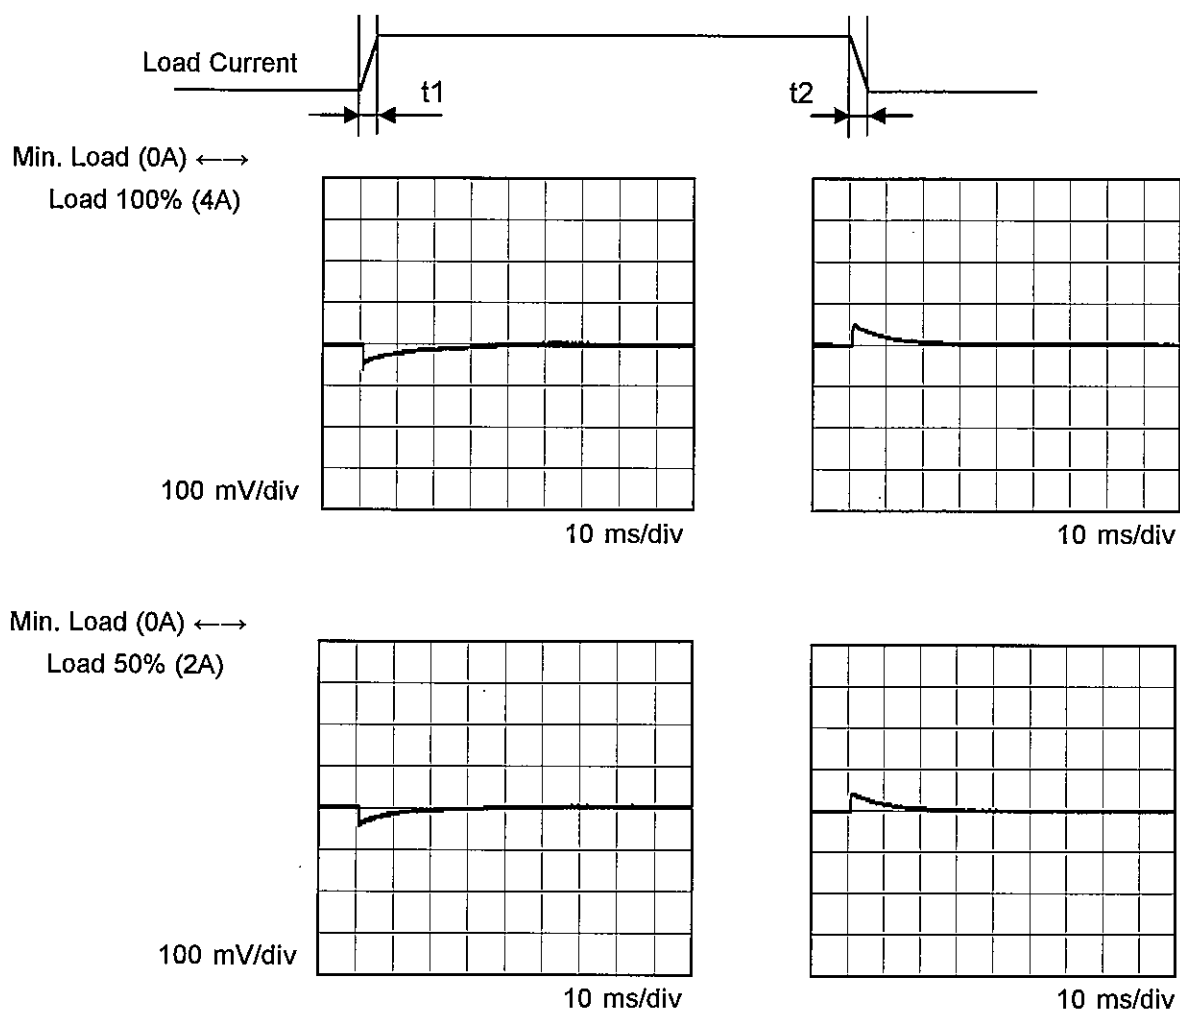 Load Current
t1
t2
Min. Load (0A) ←→
Load 100% (4A)
100 mV/div
10 ms/div
10 ms/div
Min. Load (0A) ←→
Load 50% (2A)
100 mV/div
10 ms/div
10 ms/div